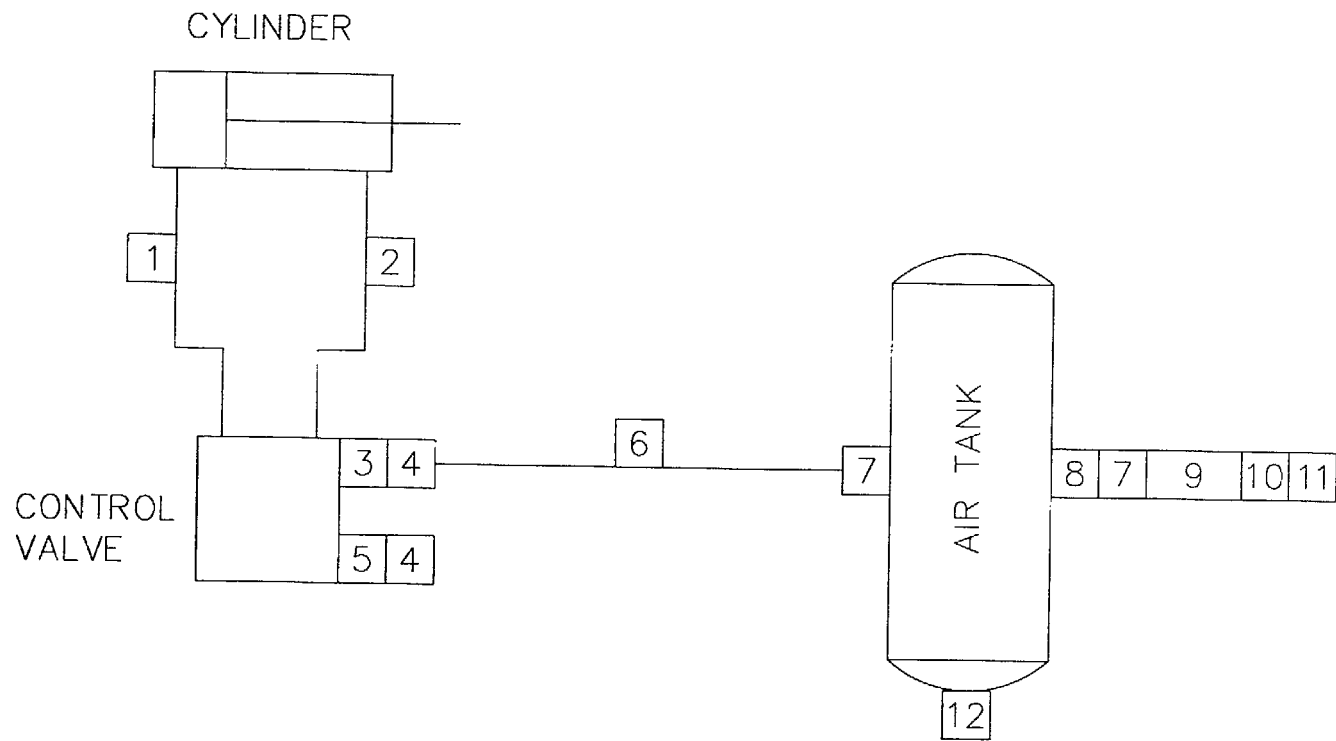 CYLINDER
1
2
6
3 4
7
8 7 9 10 11
AIR TANK
CONTROL
VALVE
5 4
12